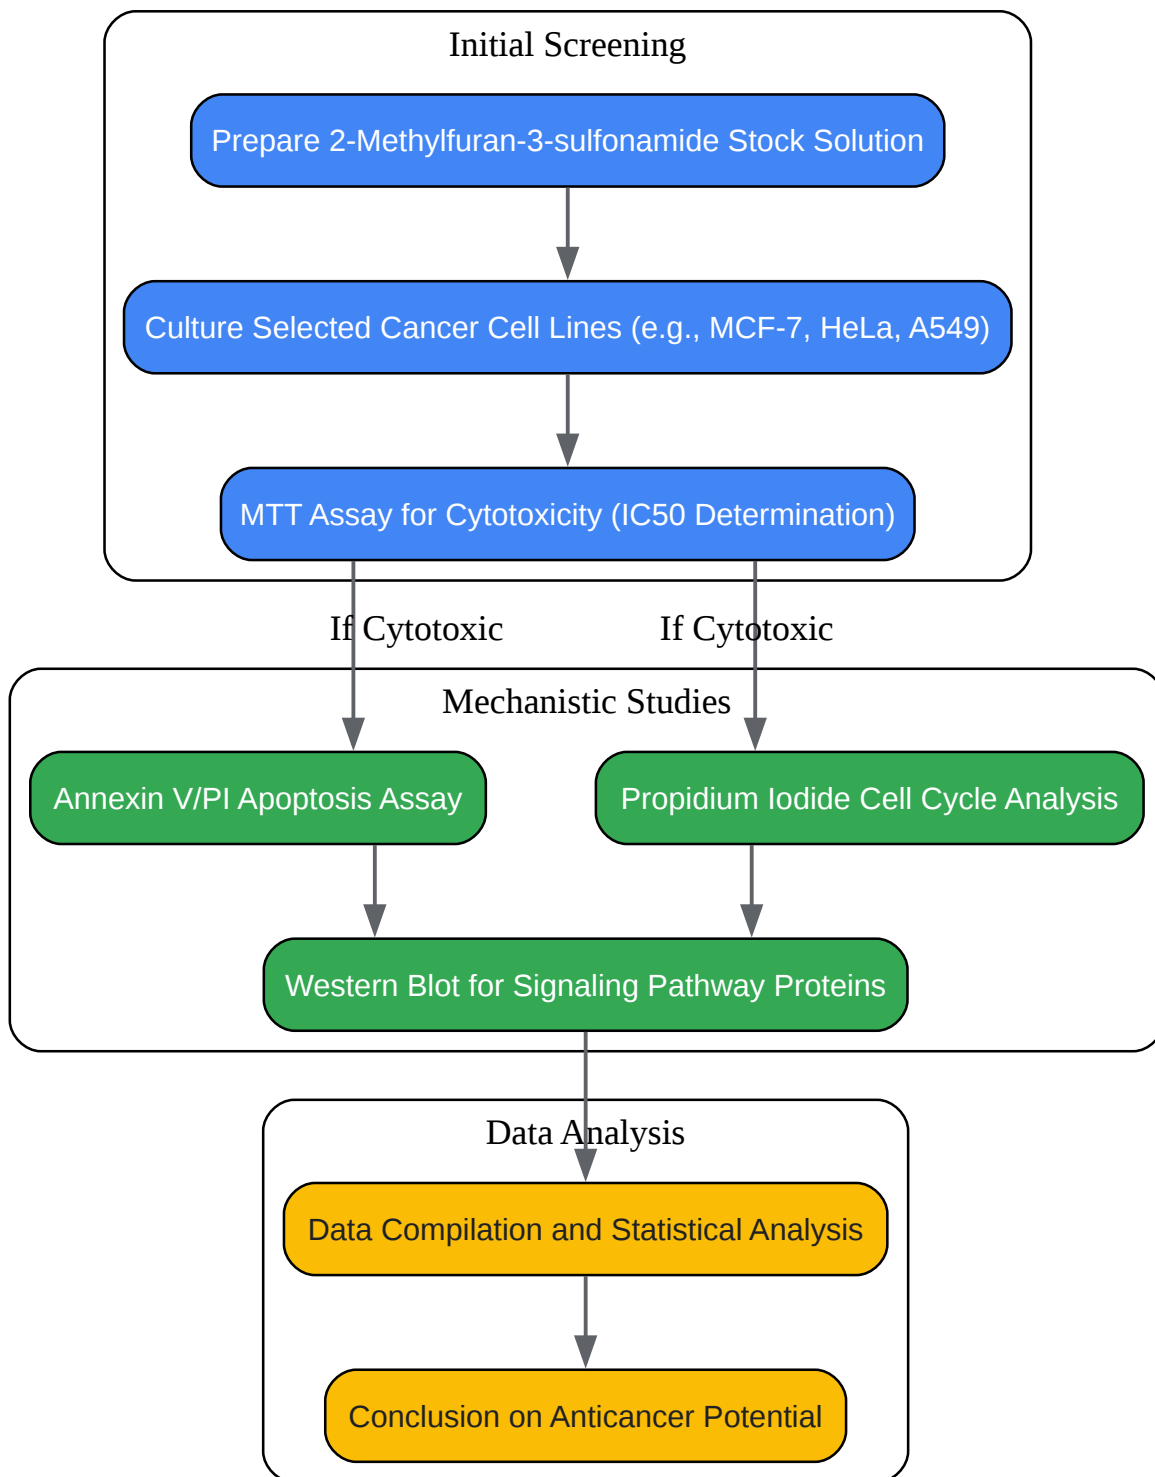 Initial Screening
Prepare 2-Methylfuran-3-sulfonamide Stock Solution
Culture Selected Cancer Cell Lines (e.g., MCF-7, HeLa, A549)
MTT Assay for Cytotoxicity (IC50 Determination)
If Cytotoxic
If Cytotoxic
Mechanistic Studies
Annexin V/PI Apoptosis Assay
Propidium Iodide Cell Cycle Analysis
Western Blot for Signaling Pathway Proteins
Data Analysis
Data Compilation and Statistical Analysis
Conclusion on Anticancer Potential